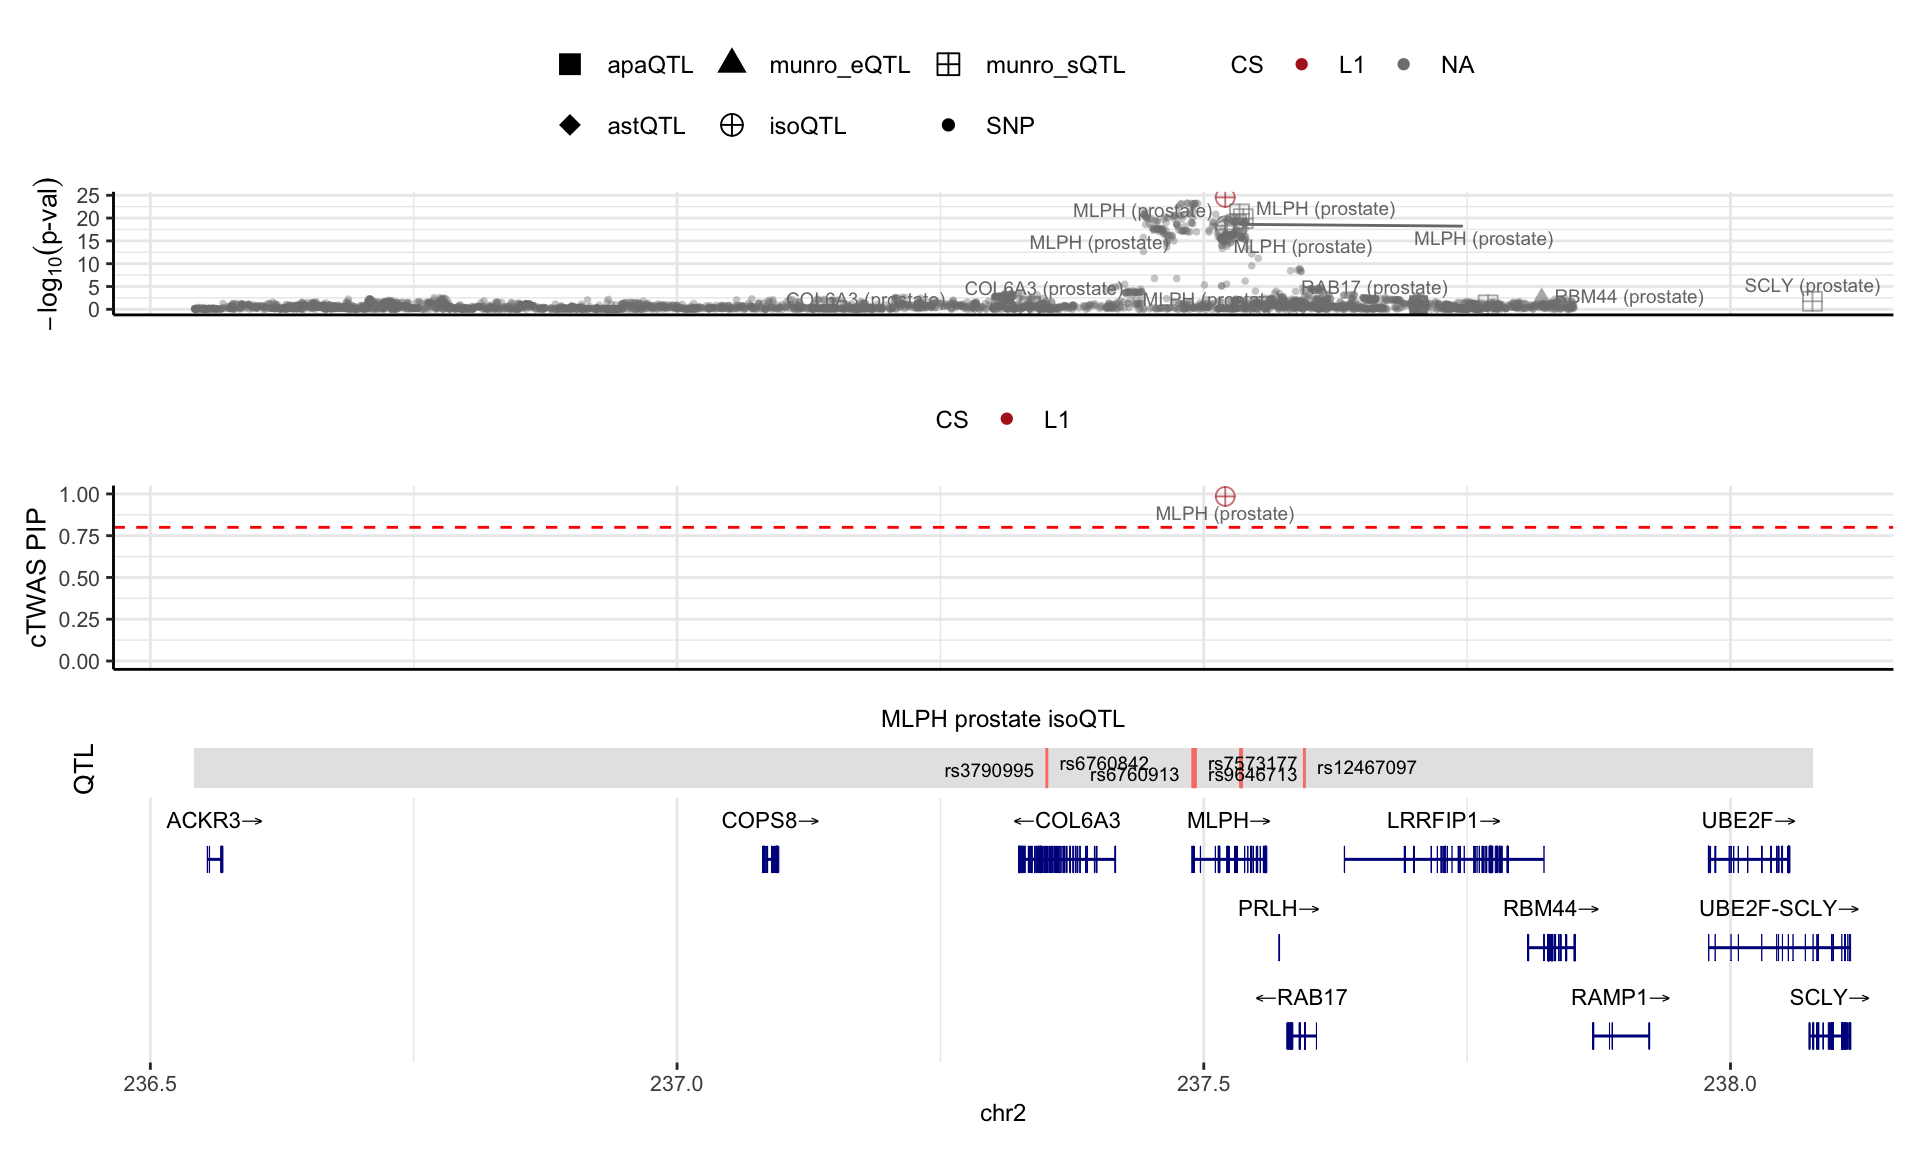 apaQTL munro_eQTL munro_sQTL CS L1 NA
astQTL isoQTL SNP
−log10(p-val)
25
20
15
10
5
0
MLPH (prostate)
MLPH (prostate)
MLPH (prostate)
MLPH (prostate)
MLPH (prostate)
COL6A3 (prostate)
COL6A3 (prostate)
MLPH (prostate)
RAB17 (prostate)
RBM44 (prostate)
SCLY (prostate)
CS L1
cTWAS PIP
1.00
0.75
0.50
0.25
0.00
MLPH (prostate)
MLPH prostate isoQTL
QTL
rs3790995
rs6760842
rs6760913
rs7573177
rs9646713
rs12467097
ACKR3→ COPS8→ ←COL6A3 MLPH→ LRRFIP1→ UBE2F→
PRLH→ RBM44→ UBE2F-SCLY→
←RAB17 RAMP1→ SCLY→
236.5 237.0 237.5 238.0
chr2